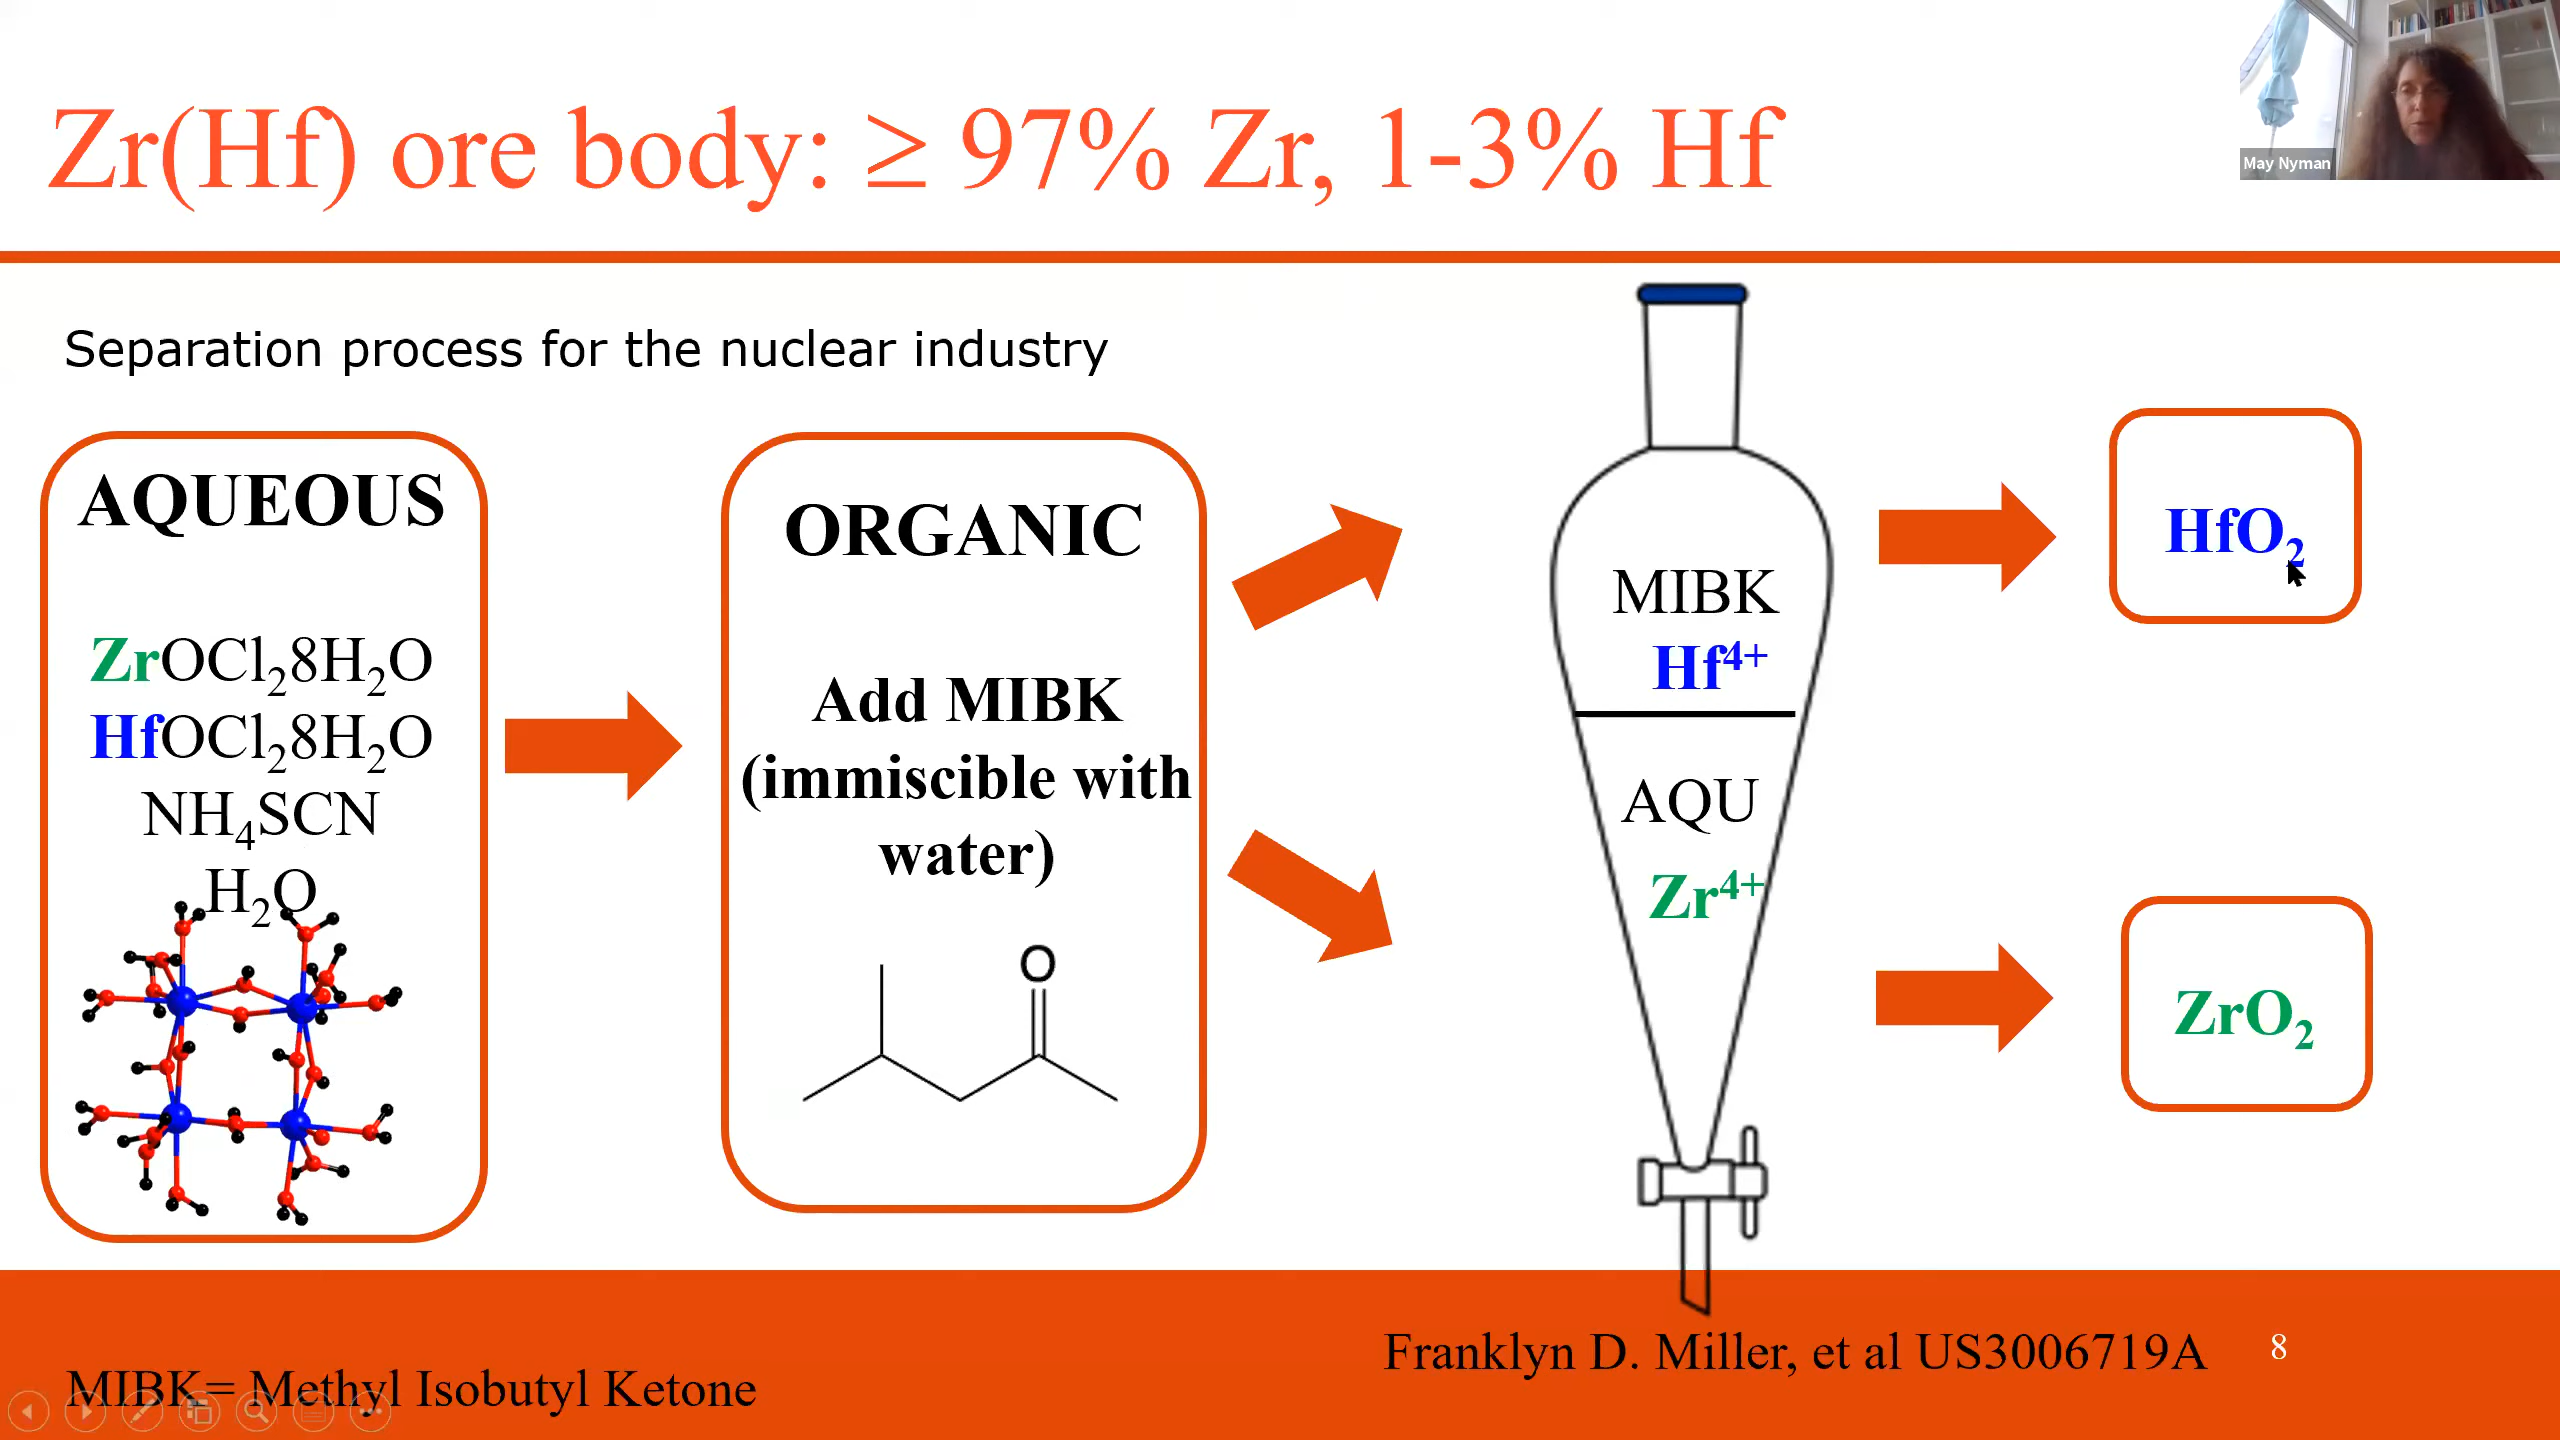 Zr(Hf) ore body: ≥ 97% Zr, 1-3% Hf
May Nyman
Separation process for the nuclear industry
AQUEOUS
ZrOCl₂8H₂O
HfOCl₂8H₂O
NH₄SCN
H₂O
ORGANIC
Add MIBK
(immiscible with
water)
O
MIBK
Hf⁴⁺
AQU
Zr⁴⁺
HfO₂
ZrO₂
Franklyn D. Miller, et al US3006719A
8
MIBK= Methyl Isobutyl Ketone